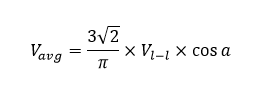 V_avg = 3√2/π × V_l−l × cos a